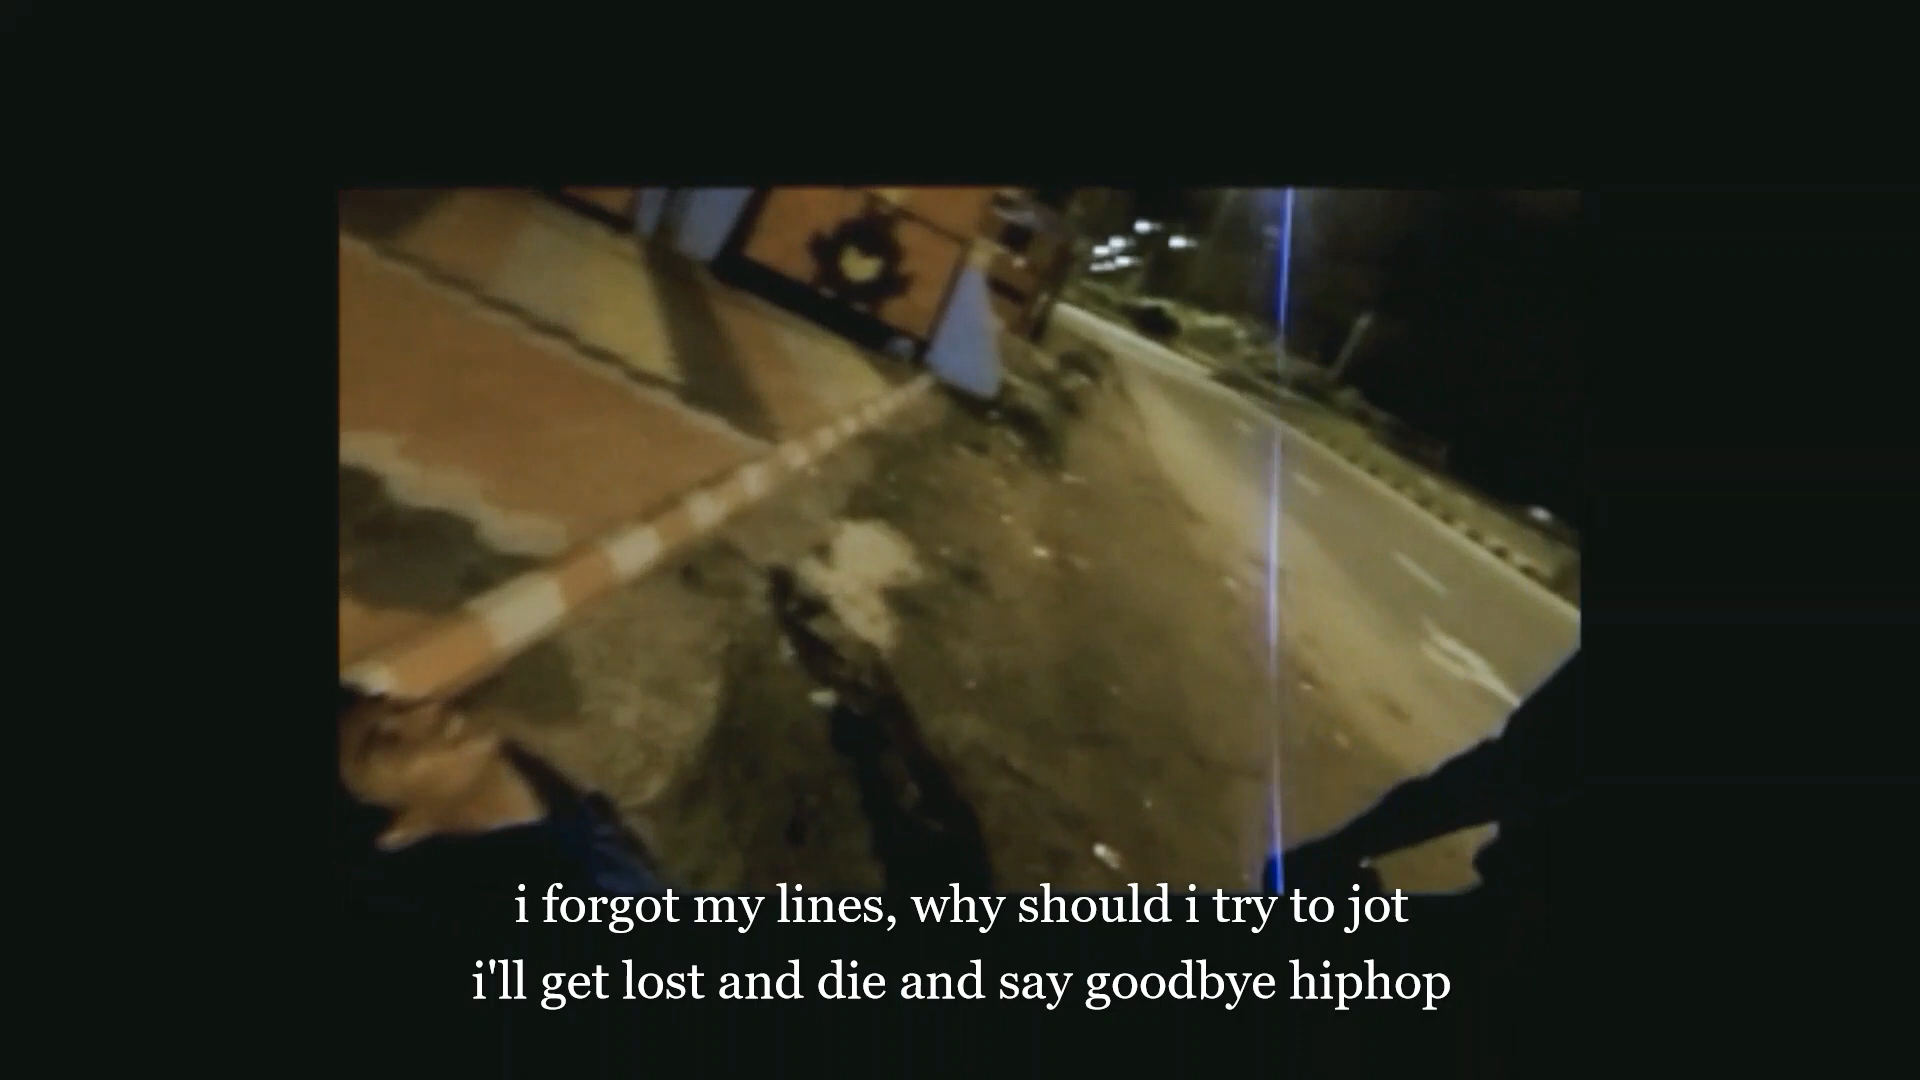 i forgot my lines, why should i try to jot
i'll get lost and die and say goodbye hiphop